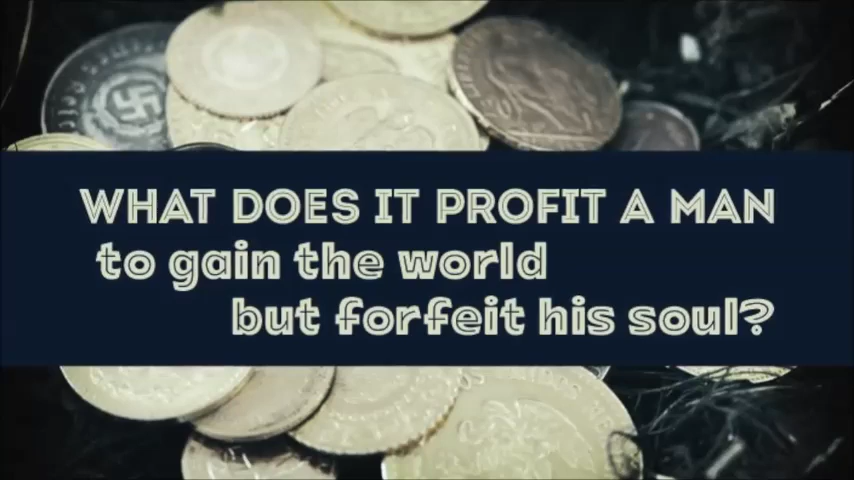 WHAT DOES IT PROFIT A MAN
to gain the world
but forfeit his soul?